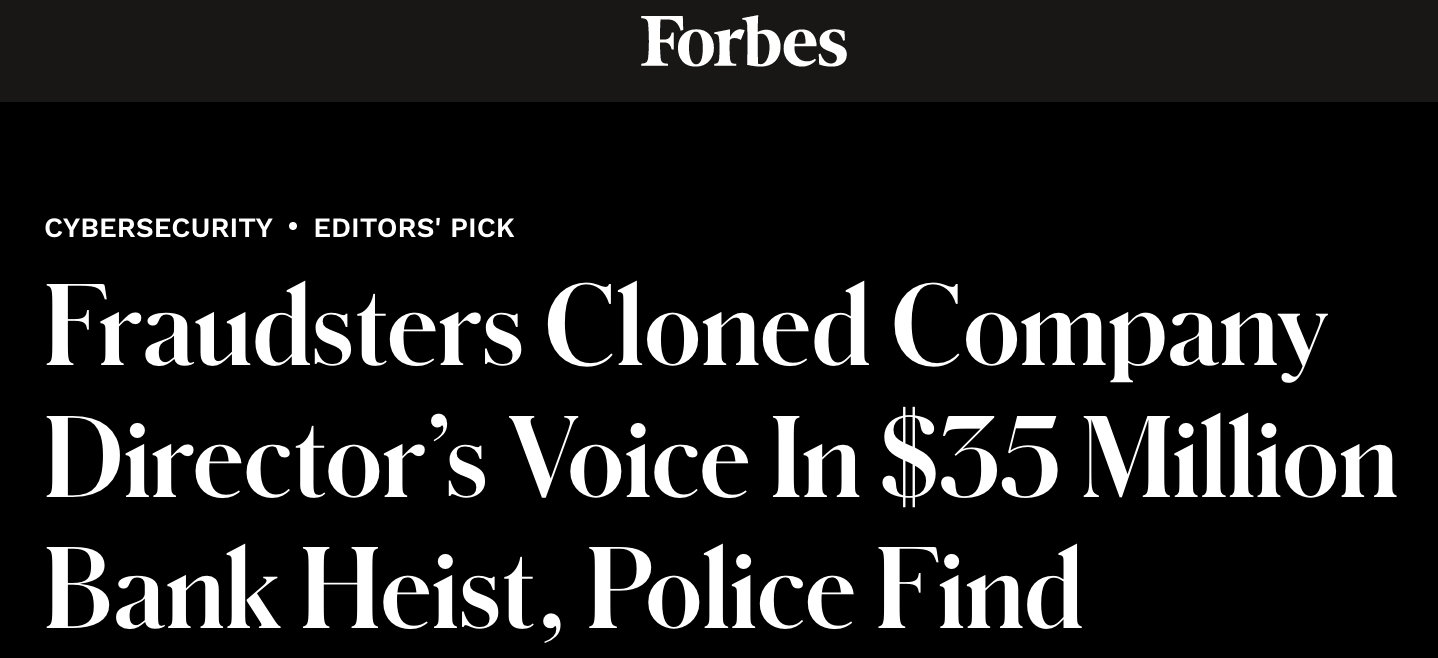 Forbes
CYBERSECURITY • EDITORS' PICK
Fraudsters Cloned Company
Director’s Voice In $35 Million
Bank Heist, Police Find